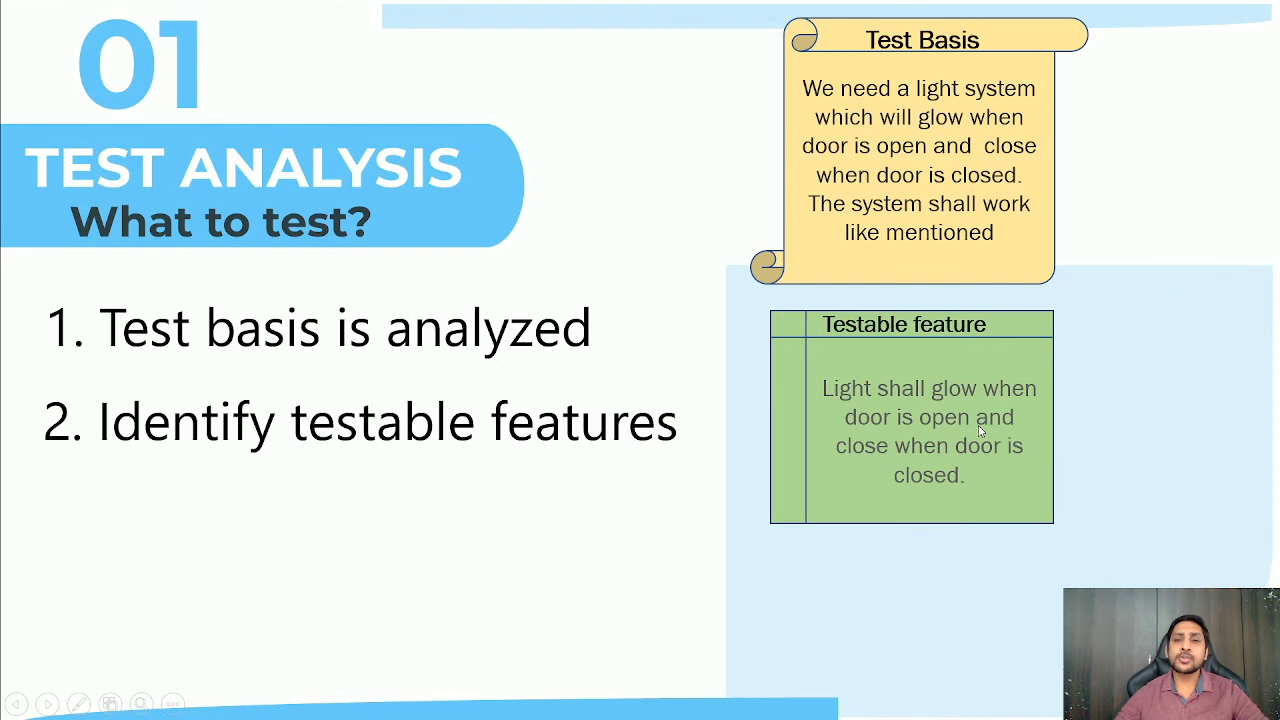 01
TEST ANALYSIS
What to test?
1. Test basis is analyzed
2. Identify testable features
Test Basis
We need a light system
which will glow when
door is open and close
when door is closed.
The system shall work
like mentioned
Testable feature
Light shall glow when
door is open and
close when door is
closed.